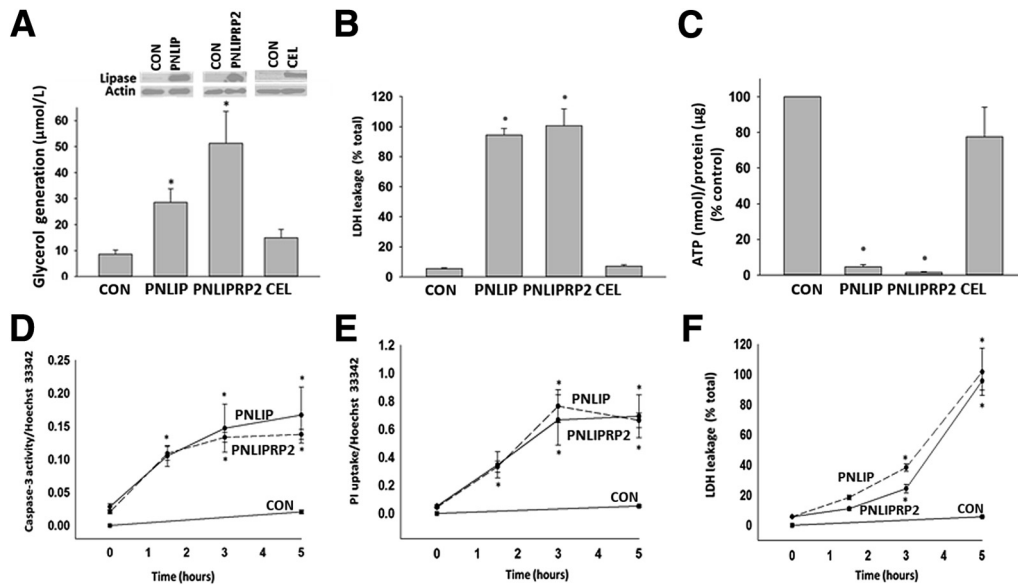 A
CON
PNLIP
CON
PNLIPRP2
CON
CEL
Lipase
Actin
Glycerol generation (µmol/L)
60
50
40
30
20
10
0
*
*
CON PNLIP PNLIPRP2 CEL
B
LDH leakage (% total)
120
100
80
60
40
20
0
*
*
CON PNLIP PNLIPRP2 CEL
C
ATP (nmol)/protein (µg)
(% control)
100
80
60
40
20
0
*
*
CON PNLIP PNLIPRP2 CEL
D
Caspase-3 activity/Hoechst 33342
0.25
0.20
0.15
0.10
0.05
0.00
*
*
*
*
*
PNLIP
PNLIPRP2
CON
0 1 2 3 4 5
Time (hours)
E
PI uptake/Hoechst 33342
1.2
1.0
0.8
0.6
0.4
0.2
0.0
*
*
*
*
*
PNLIP
PNLIPRP2
CON
0 1 2 3 4 5
Time (hours)
F
LDH leakage (% total)
120
100
80
60
40
20
0
*
*
*
*
PNLIP
PNLIPRP2
CON
0 1 2 3 4 5
Time (hours)